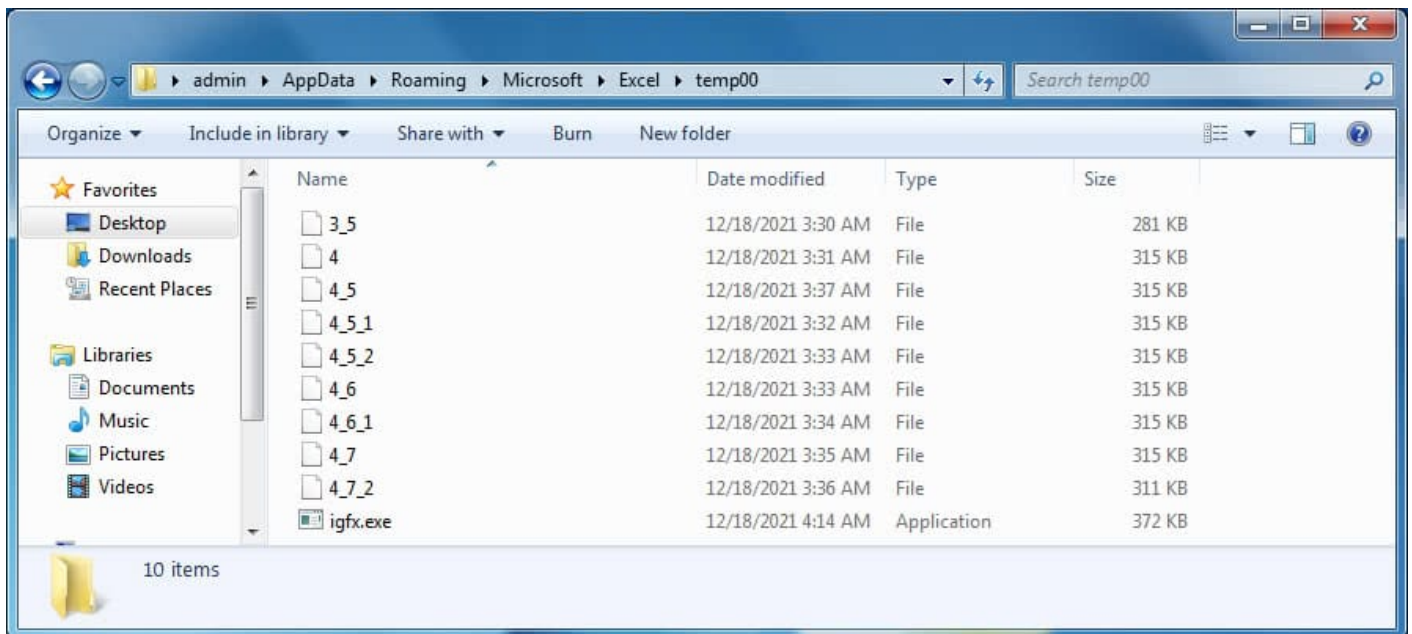 admin AppData Roaming Microsoft Excel temp00 Search temp00
Organize Include in library Share with Burn New folder
Favorites
Desktop
Downloads
Recent Places
Libraries
Documents
Music
Pictures
Videos
Name Date modified Type Size
3_5 12/18/2021 3:30 AM File 281 KB
4 12/18/2021 3:31 AM File 315 KB
4_5 12/18/2021 3:37 AM File 315 KB
4_5_1 12/18/2021 3:32 AM File 315 KB
4_5_2 12/18/2021 3:33 AM File 315 KB
4_6 12/18/2021 3:33 AM File 315 KB
4_6_1 12/18/2021 3:34 AM File 315 KB
4_7 12/18/2021 3:35 AM File 315 KB
4_7_2 12/18/2021 3:36 AM File 311 KB
igfx.exe 12/18/2021 4:14 AM Application 372 KB
10 items